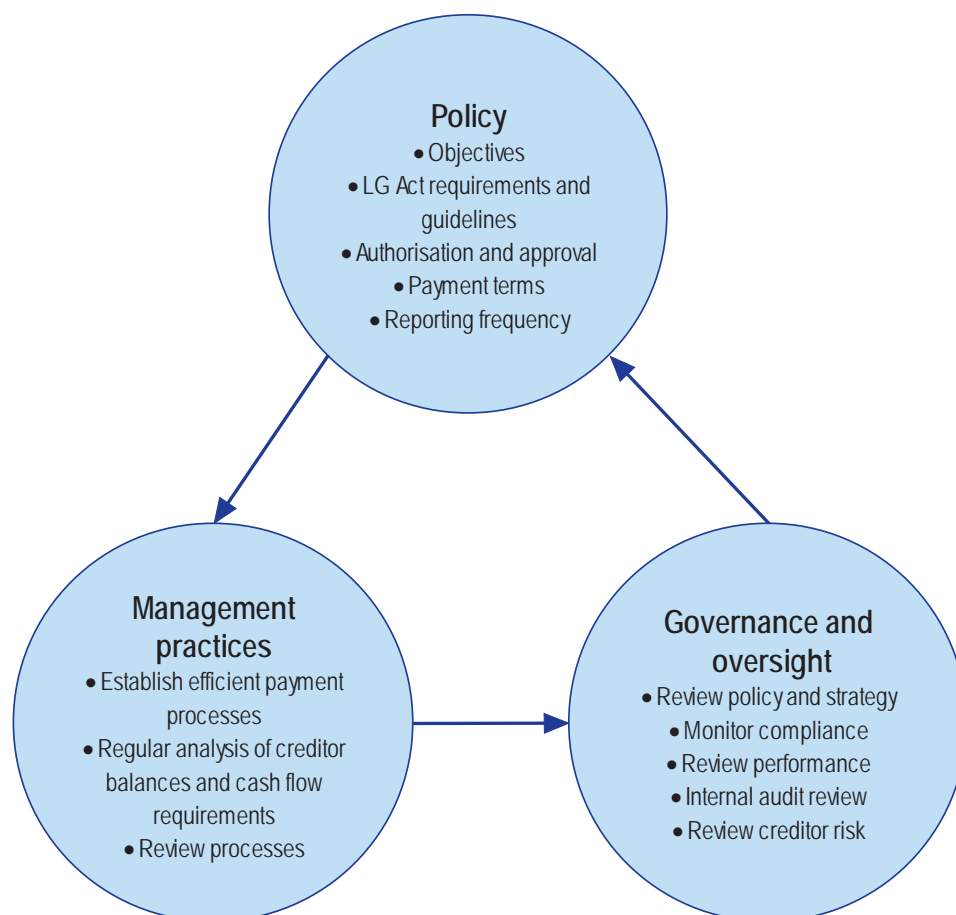 Policy
• Objectives
• LG Act requirements and
guidelines
• Authorisation and approval
• Payment terms
• Reporting frequency
Management
practices
• Establish efficient payment
processes
• Regular analysis of creditor
balances and cash flow
requirements
• Review processes
Governance and
oversight
• Review policy and strategy
• Monitor compliance
• Review performance
• Internal audit review
• Review creditor risk